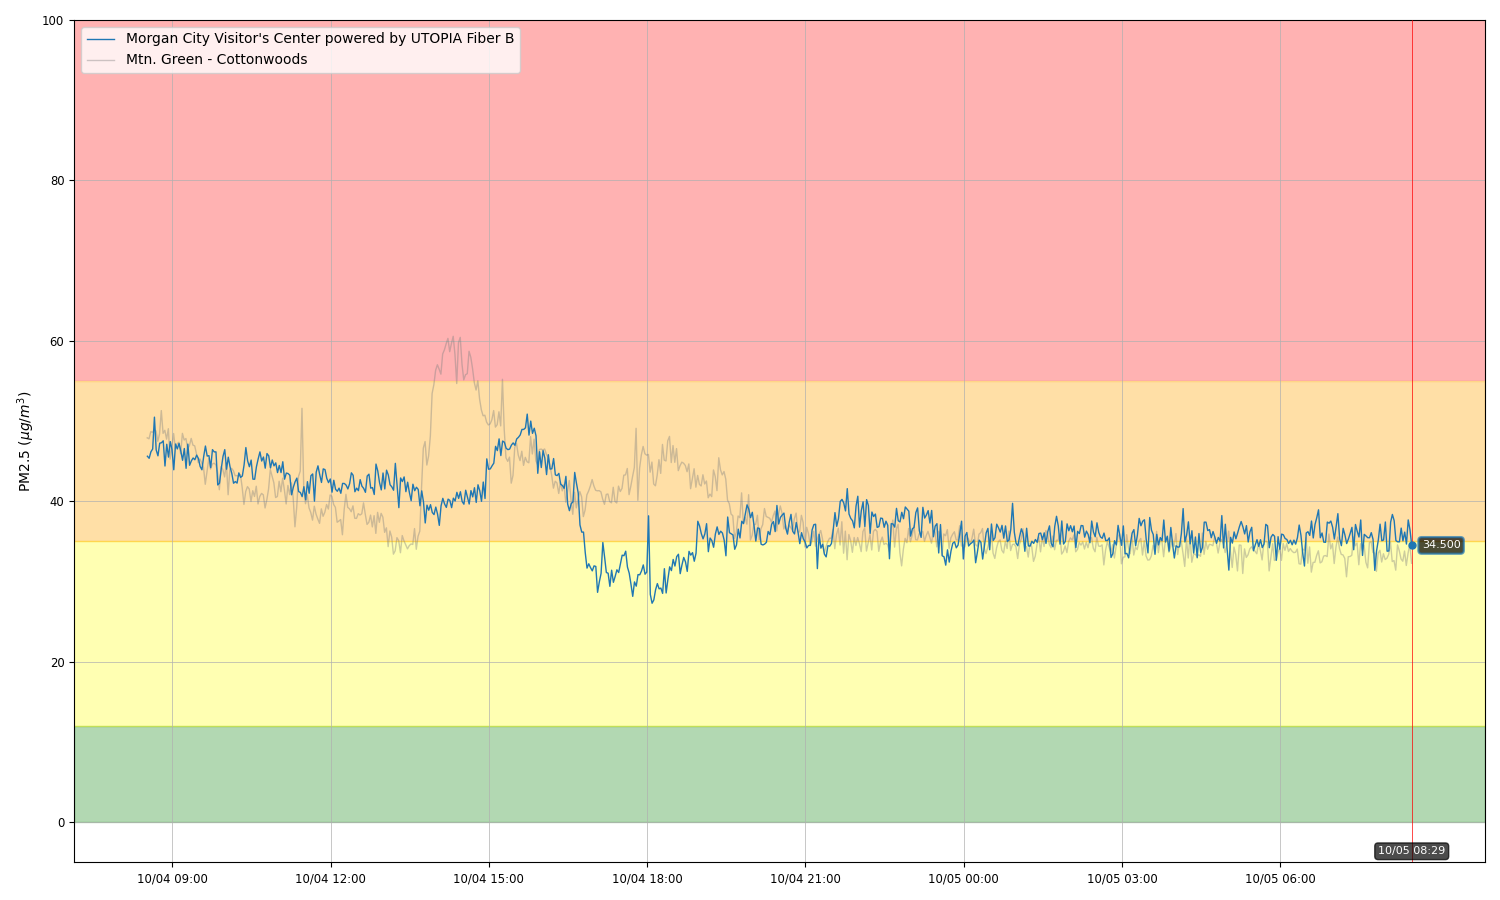 100
Morgan City Visitor's Center powered by UTOPIA Fiber B
Mtn. Green - Cottonwoods
80
60
PM2.5 (μg/m³)
40
34.500
20
0
10/05 08:29
10/04 09:00 10/04 12:00 10/04 15:00 10/04 18:00 10/04 21:00 10/05 00:00 10/05 03:00 10/05 06:00